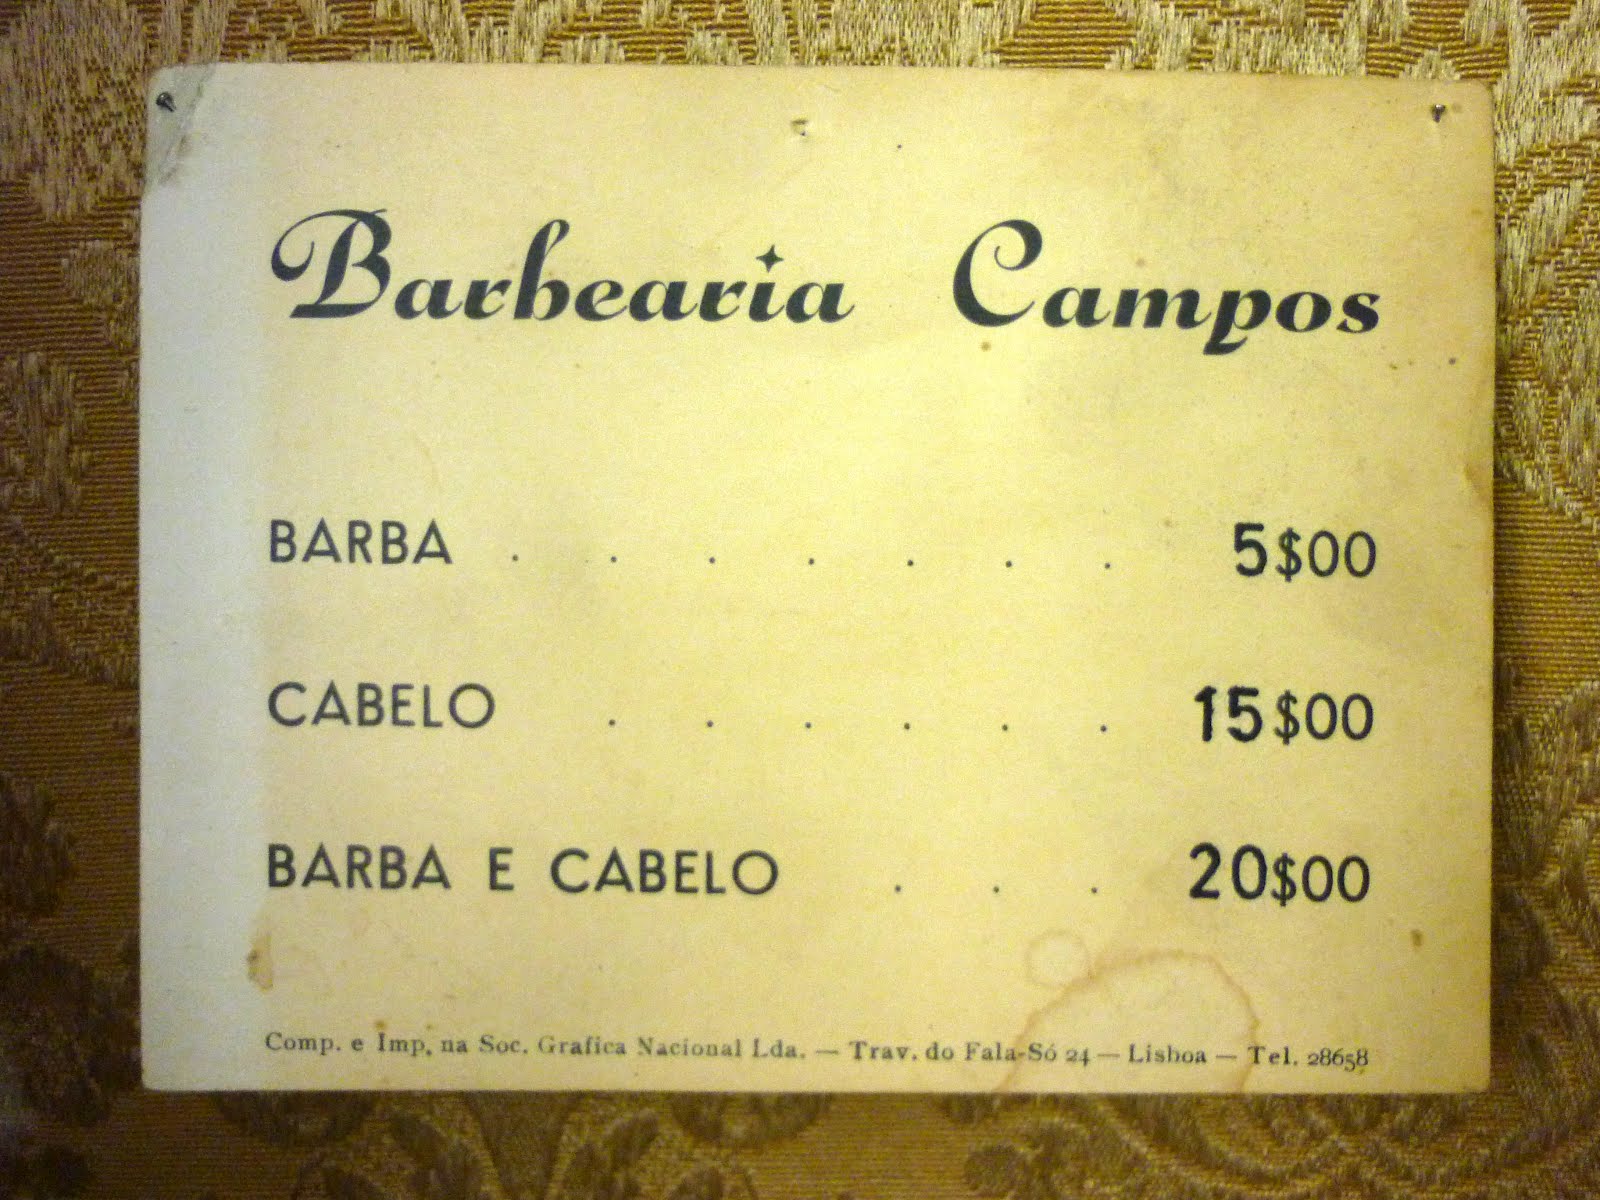 Barbearia Campos
BARBA . . . . . . . 5$00
CABELO . . . . . . 15$00
BARBA E CABELO . . . 20$00
Comp. e Imp. na Soc. Grafica Nacional Lda. — Trav. do Fala-Só 24 — Lisboa — Tel. 28658